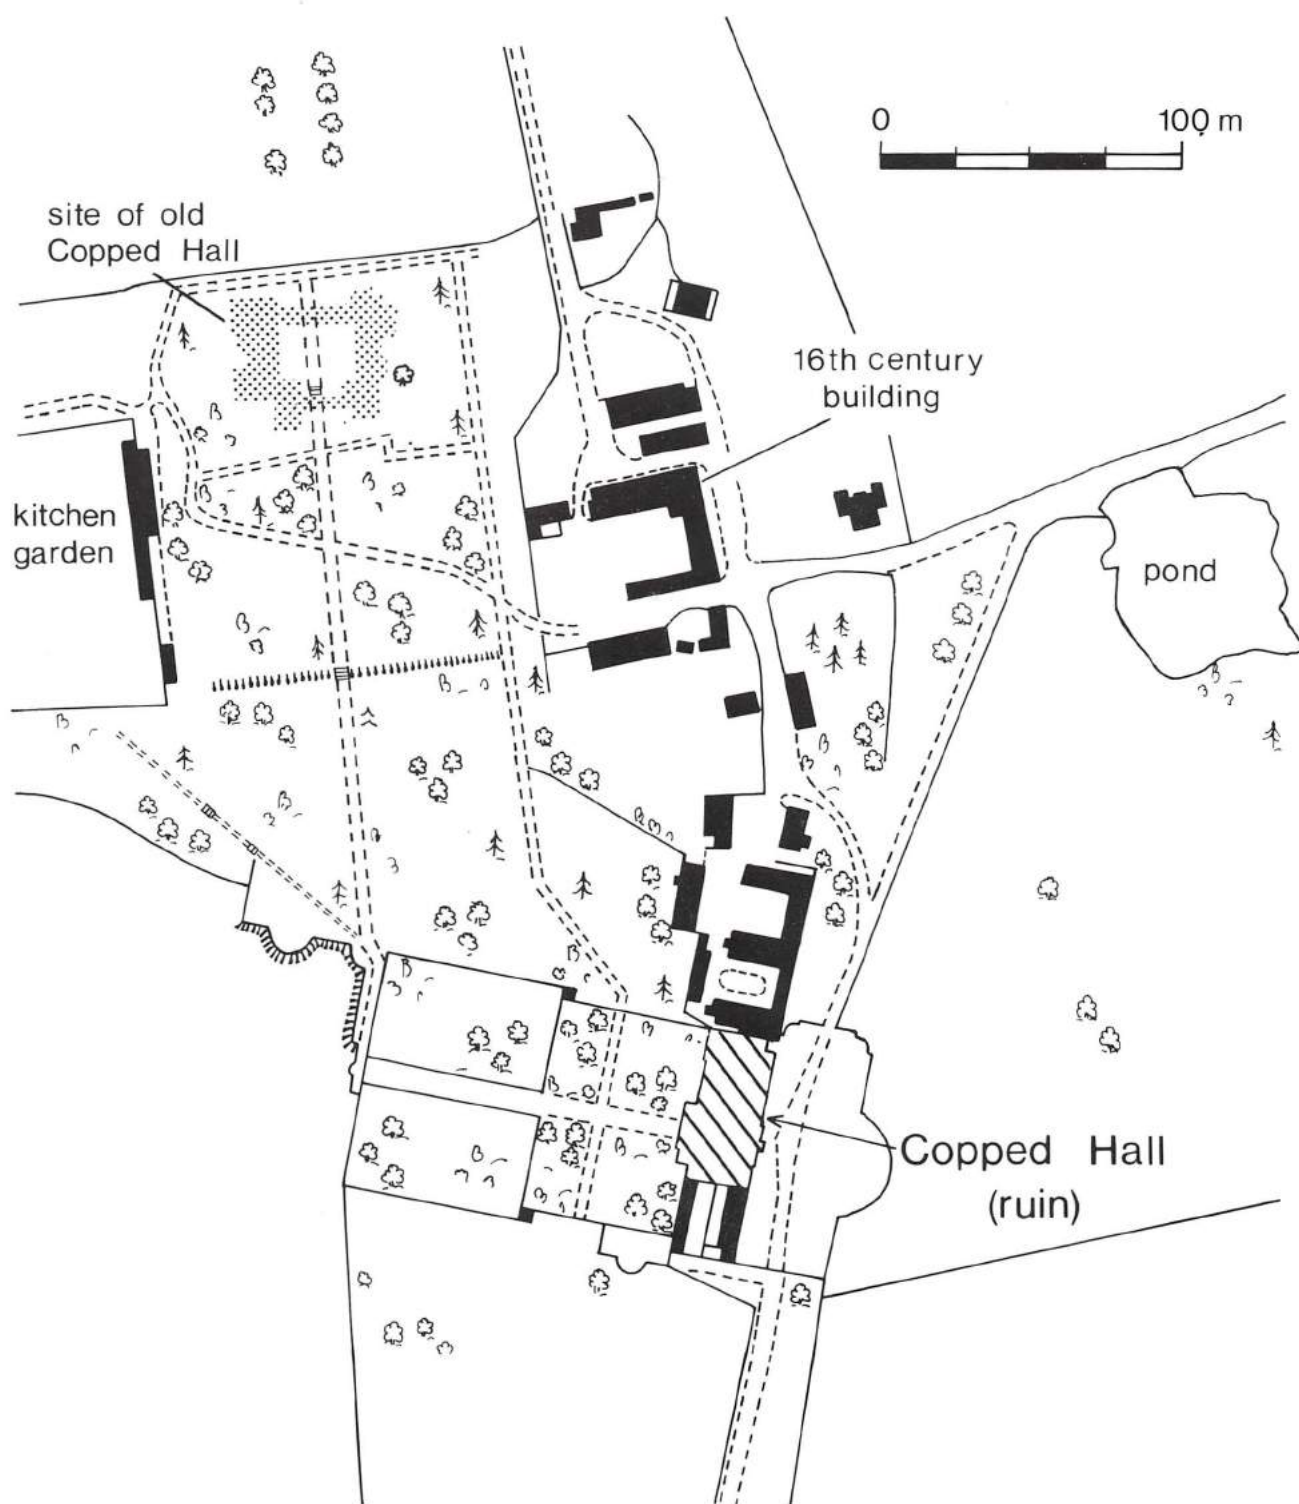 0 100 m
site of old
Copped Hall
16th century
building
kitchen
garden
pond
Copped Hall
(ruin)